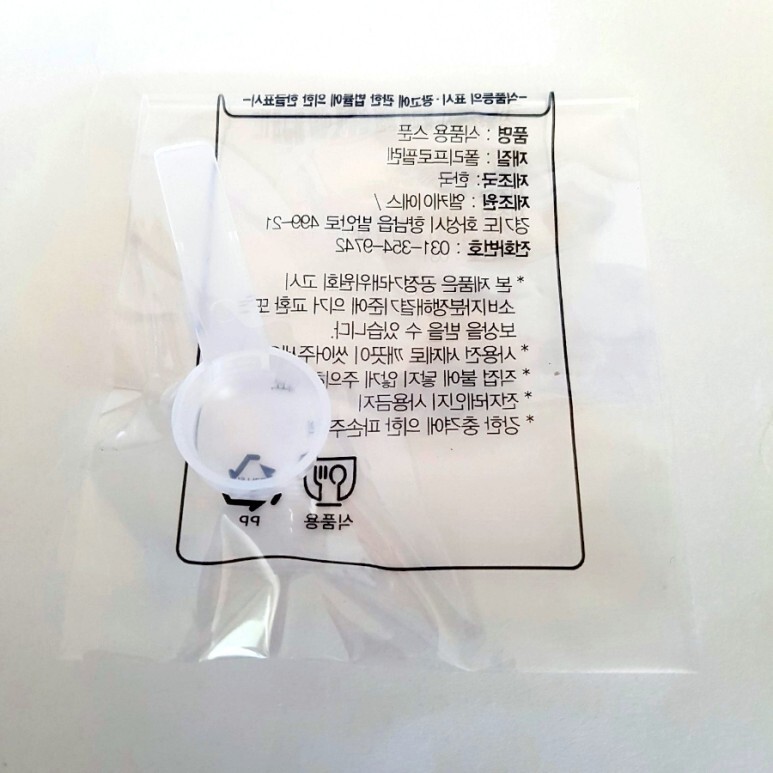 -식품등의 표시·광고에 관한 법률에 의한 한글표시-
품명 : 식품용 스푼
재질 : 폴리프로필렌
제조국 : 한국
제조원 : 엠케이에스 /
경기도 화성시 향남읍 발안로 499-21
전화번호 : 031-354-9742
* 본 제품은 공정거래위원회 고시
소비자분쟁해결기준에 의거 교환 또
보상을 받을 수 있습니다.
* 사용전 세제로 깨끗이 씻어주세
* 직접 불에 닿지 않게 주의
* 전자레인지 사용금지
* 강한 충격에 의한 파손주
식품용 PP